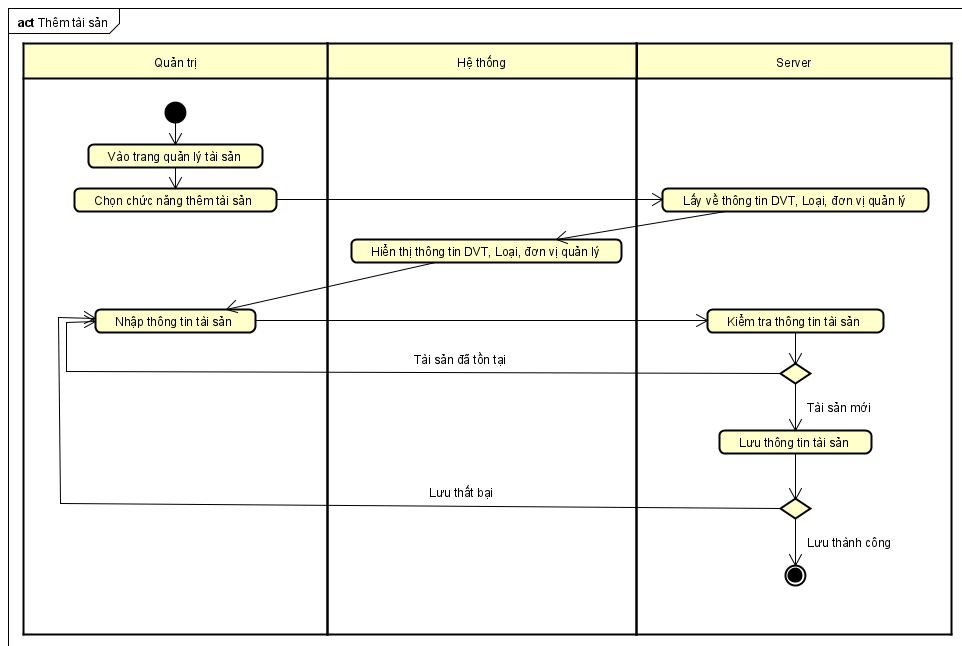 act Thêm tài sản
Quản trị
Hệ thống
Server
Vào trang quản lý tài sản
Chọn chức năng thêm tài sản
Lấy về thông tin DVT, Loại, đơn vị quản lý
Hiển thị thông tin DVT, Loại, đơn vị quản lý
Nhập thông tin tài sản
Kiểm tra thông tin tài sản
Tài sản đã tồn tại
Tài sản mới
Lưu thông tin tài sản
Lưu thất bại
Lưu thành công